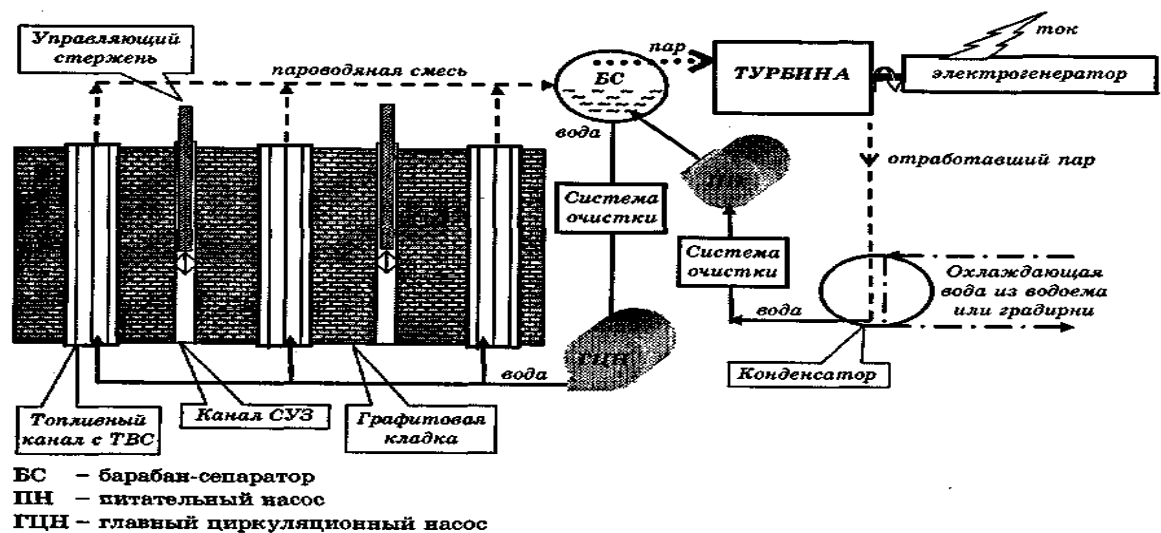 Управляющий
стержень
пароводяная смесь
пар
БС
ТУРБИНА
ток
электрогенератор
вода
отработавший пар
Система
очистки
Система
очистки
Охлаждающая
вода из водоема
или градирни
вода
ГЦН
вода
Конденсатор
Топливный
канал с ТВС
Канал СУЗ
Графитовая
кладка
БС – барабан-сепаратор
ПН – питательный насос
ГЦН – главный циркуляционный насос